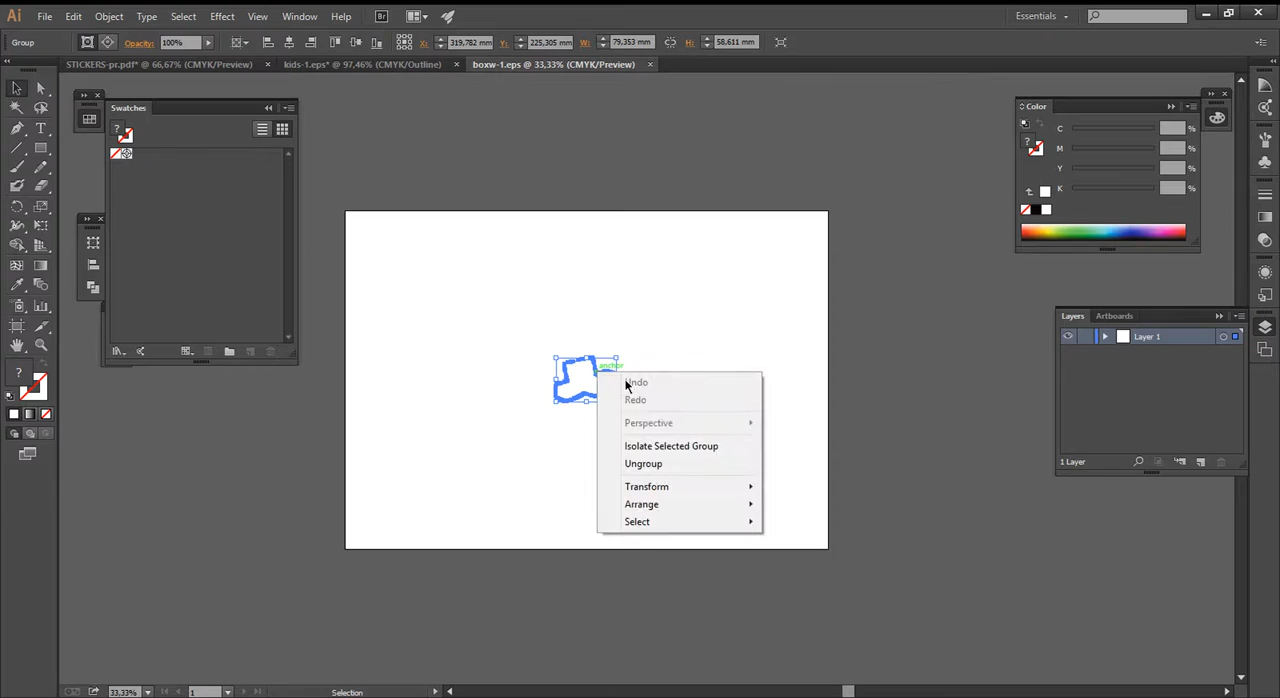 Ai File Edit Object Type Select Effect View Window Help Br Essentials
Group Opacity: 100% X: 319,782 mm Y: 225,305 mm W: 79,353 mm H: 58,611 mm
STICKERS-pr.pdf* @ 66,67% (CMYK/Preview) × kids-1.eps* @ 97,46% (CMYK/Outline) × boxw-1.eps @ 33,33% (CMYK/Preview) ×
Swatches
Color
?
C %
M %
Y %
K %
T
anchor
Undo
Redo
Perspective
Isolate Selected Group
Ungroup
Transform
Arrange
Select
Layers Artboards
Layer 1
1 Layer
?
33,33% 1 Selection